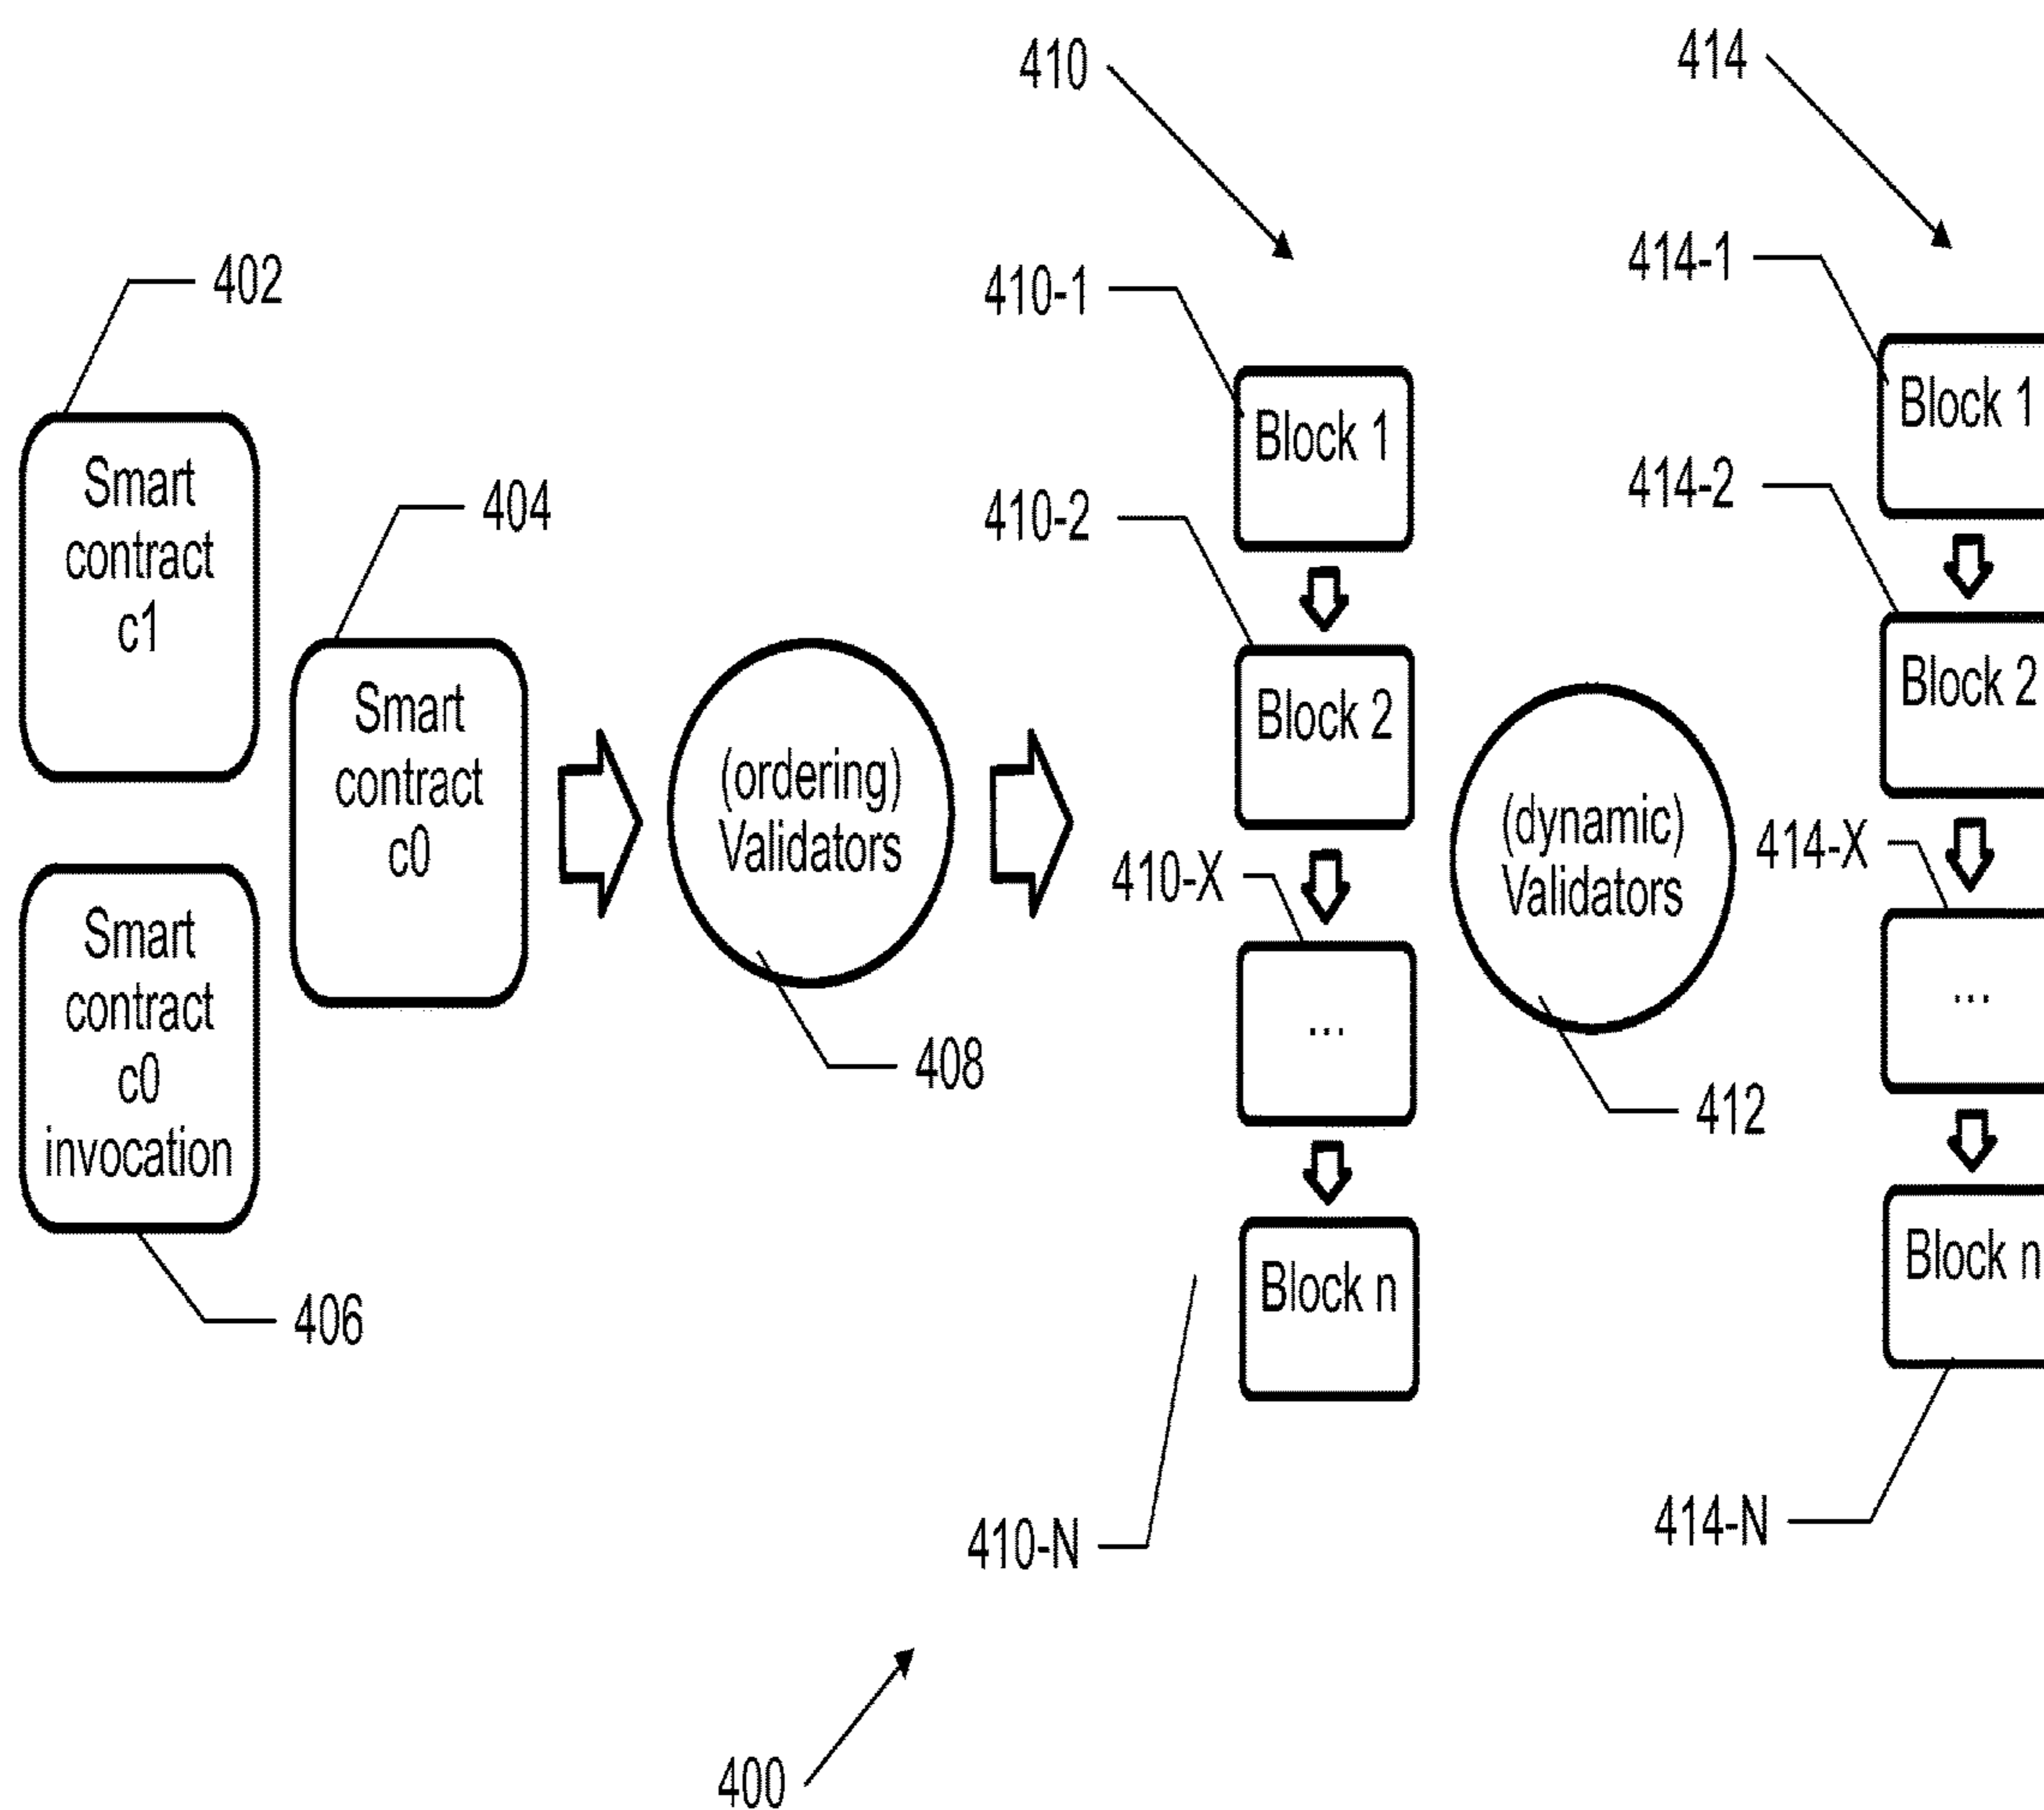 410
414
402
410-1
414-1
Smart
contract
c1
404
410-2
414-2
Block 1
Block 1
Smart
contract
c0
(ordering)
Validators
Block 2
Block 2
410-X
(dynamic)
Validators
414-X
Smart
contract
c0
invocation
408
...
...
412
406
Block n
Block n
410-N
414-N
400